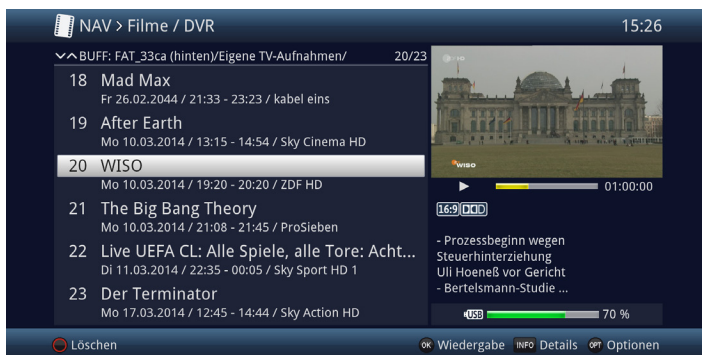 NAV > Filme / DVR 15:26
BUFF: FAT_33ca (hinten)/Eigene TV-Aufnahmen/ 20/23
18 Mad Max
Fr 26.02.2044 / 21:33 - 23:23 / kabel eins
19 After Earth
Mo 10.03.2014 / 13:15 - 14:54 / Sky Cinema HD
20 WISO
Mo 10.03.2014 / 19:20 - 20:20 / ZDF HD
21 The Big Bang Theory
Mo 10.03.2014 / 21:08 - 21:45 / ProSieben
22 Live UEFA CL: Alle Spiele, alle Tore: Acht...
Di 11.03.2014 / 22:35 - 00:05 / Sky Sport HD 1
23 Der Terminator
Mo 17.03.2014 / 12:45 - 14:44 / Sky Action HD
WISO
01:00:00
16:9
- Prozessbeginn wegen
Steuerhinterziehung
Uli Hoeneß vor Gericht
- Bertelsmann-Studie ...
USB 70 %
Löschen OK Wiedergabe INFO Details OPT Optionen